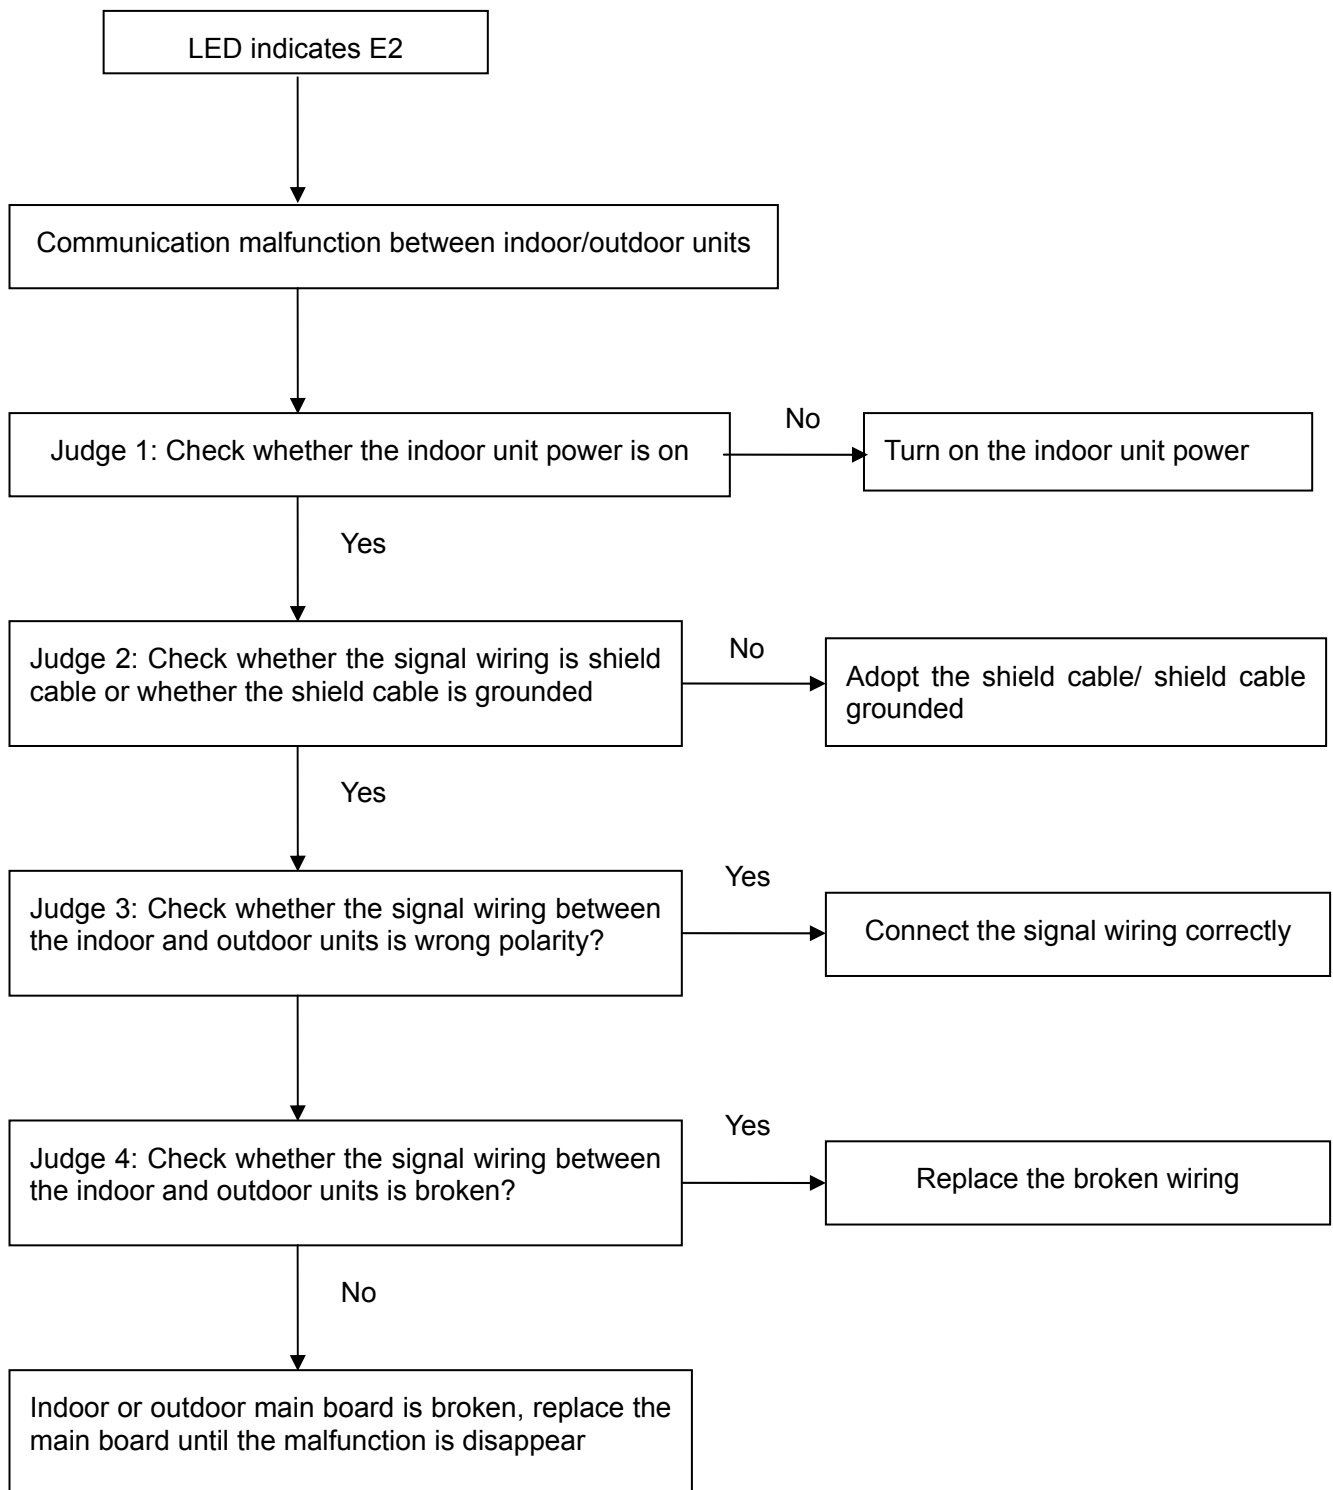 LED indicates E2
Communication malfunction between indoor/outdoor units
Judge 1: Check whether the indoor unit power is on
No
Turn on the indoor unit power
Yes
Judge 2: Check whether the signal wiring is shield
cable or whether the shield cable is grounded
No
Adopt the shield cable/ shield cable
grounded
Yes
Judge 3: Check whether the signal wiring between
the indoor and outdoor units is wrong polarity?
Yes
Connect the signal wiring correctly
Judge 4: Check whether the signal wiring between
the indoor and outdoor units is broken?
Yes
Replace the broken wiring
No
Indoor or outdoor main board is broken, replace the
main board until the malfunction is disappear